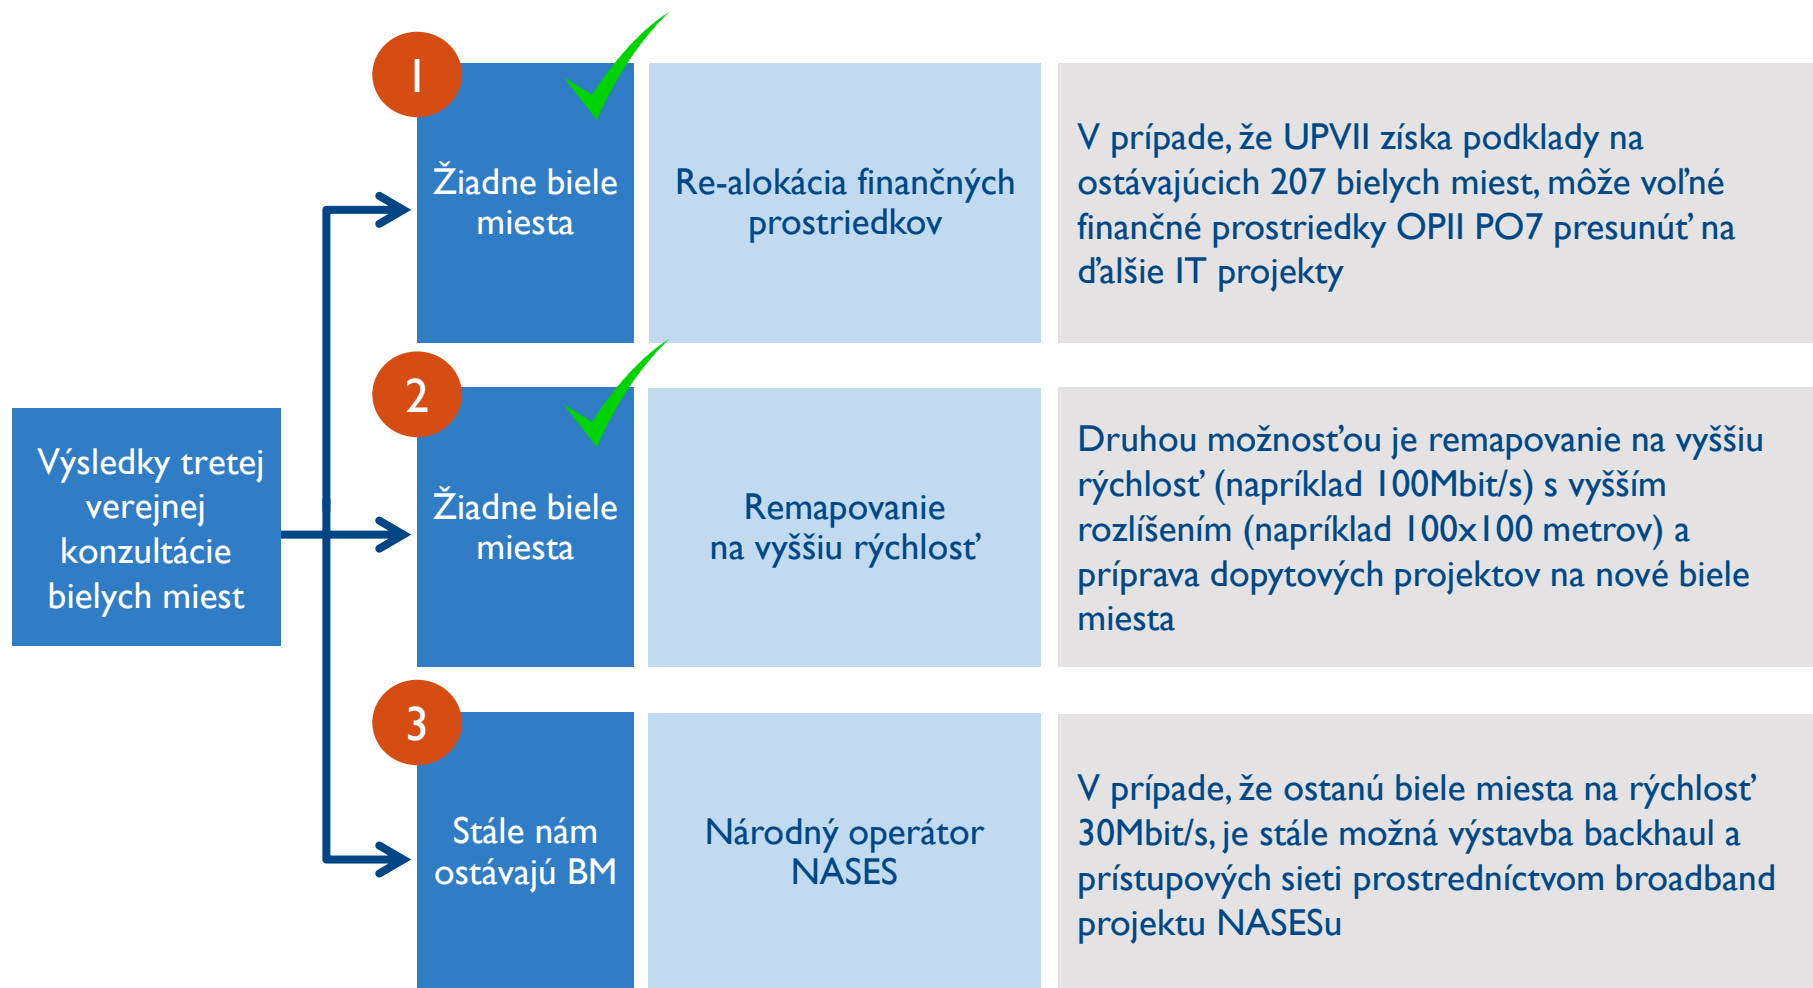 Výsledky tretej
verejnej
konzultácie
bielych miest
1
Žiadne biele
miesta
Re-alokácia finančných
prostriedkov
V prípade, že UPVII získa podklady na
ostávajúcich 207 bielych miest, môže voľné
finančné prostriedky OPII PO7 presunúť na
ďalšie IT projekty
2
Žiadne biele
miesta
Remapovanie
na vyššiu rýchlosť
Druhou možnosťou je remapovanie na vyššiu
rýchlosť (napríklad 100Mbit/s) s vyšším
rozlíšením (napríklad 100x100 metrov) a
príprava dopytových projektov na nové biele
miesta
3
Stále nám
ostávajú BM
Národný operátor
NASES
V prípade, že ostanú biele miesta na rýchlosť
30Mbit/s, je stále možná výstavba backhaul a
prístupových sieti prostredníctvom broadband
projektu NASESu